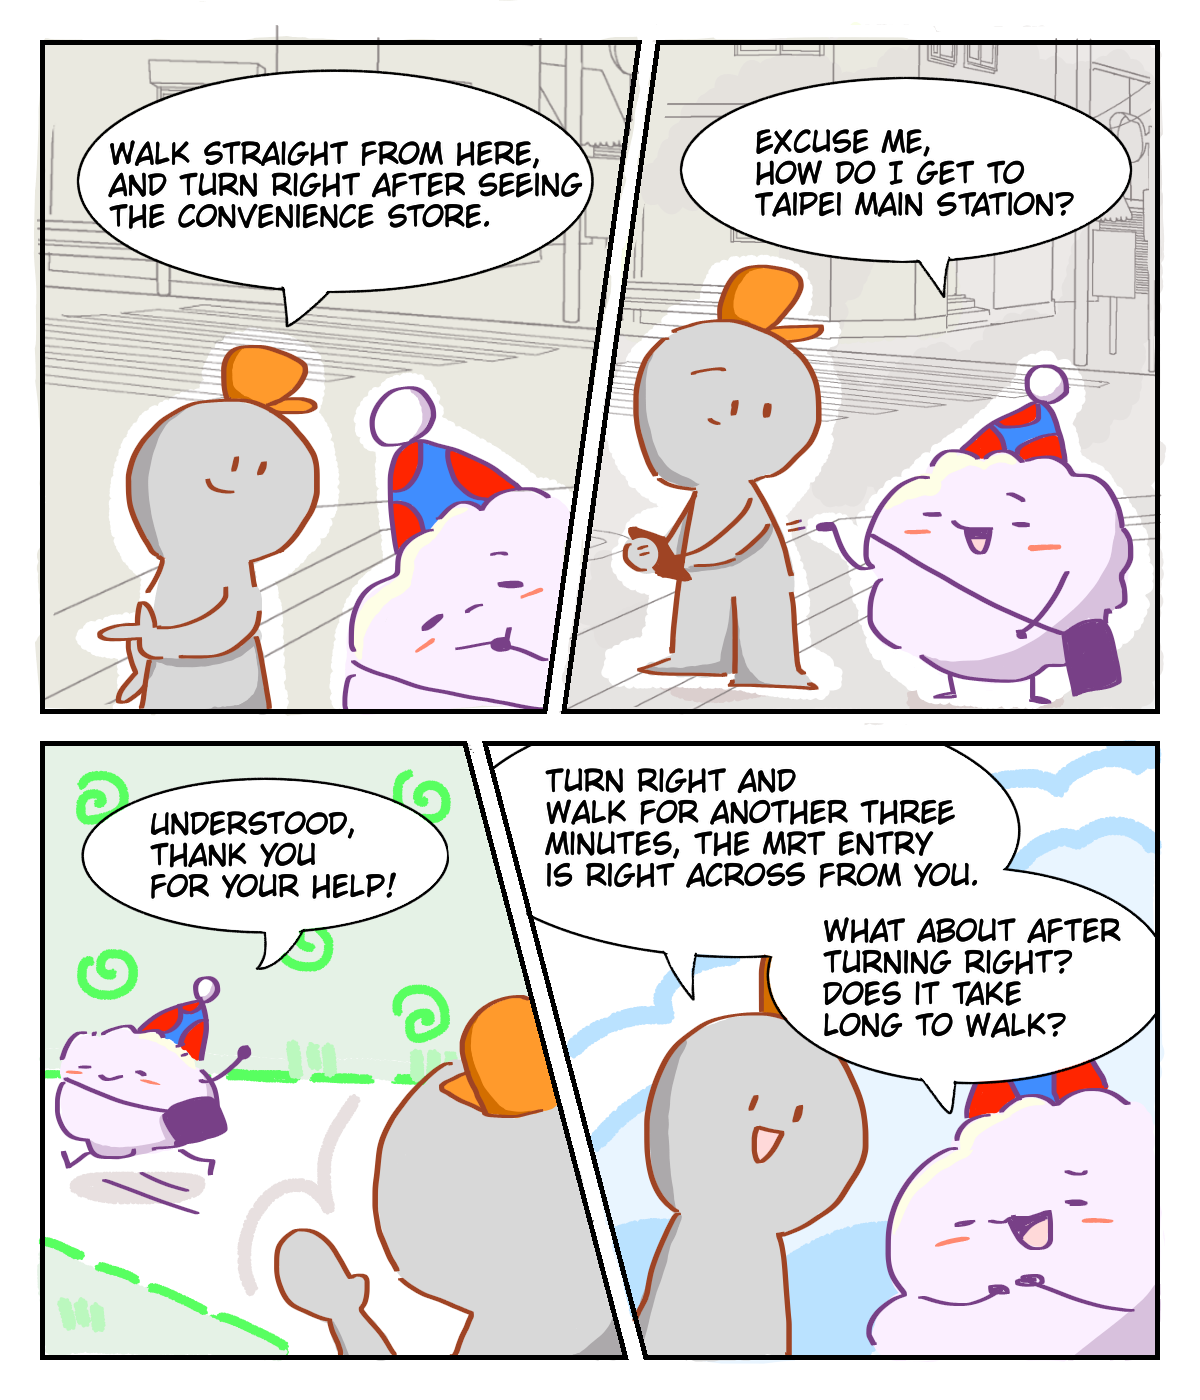 EXCUSE ME,
HOW DO I GET TO
TAIPEI MAIN STATION?
WALK STRAIGHT FROM HERE,
AND TURN RIGHT AFTER SEEING
THE CONVENIENCE STORE.
WHAT ABOUT AFTER
TURNING RIGHT?
DOES IT TAKE
LONG TO WALK?
TURN RIGHT AND
WALK FOR ANOTHER THREE
MINUTES, THE MRT ENTRY
IS RIGHT ACROSS FROM YOU.
UNDERSTOOD,
THANK YOU
FOR YOUR HELP!